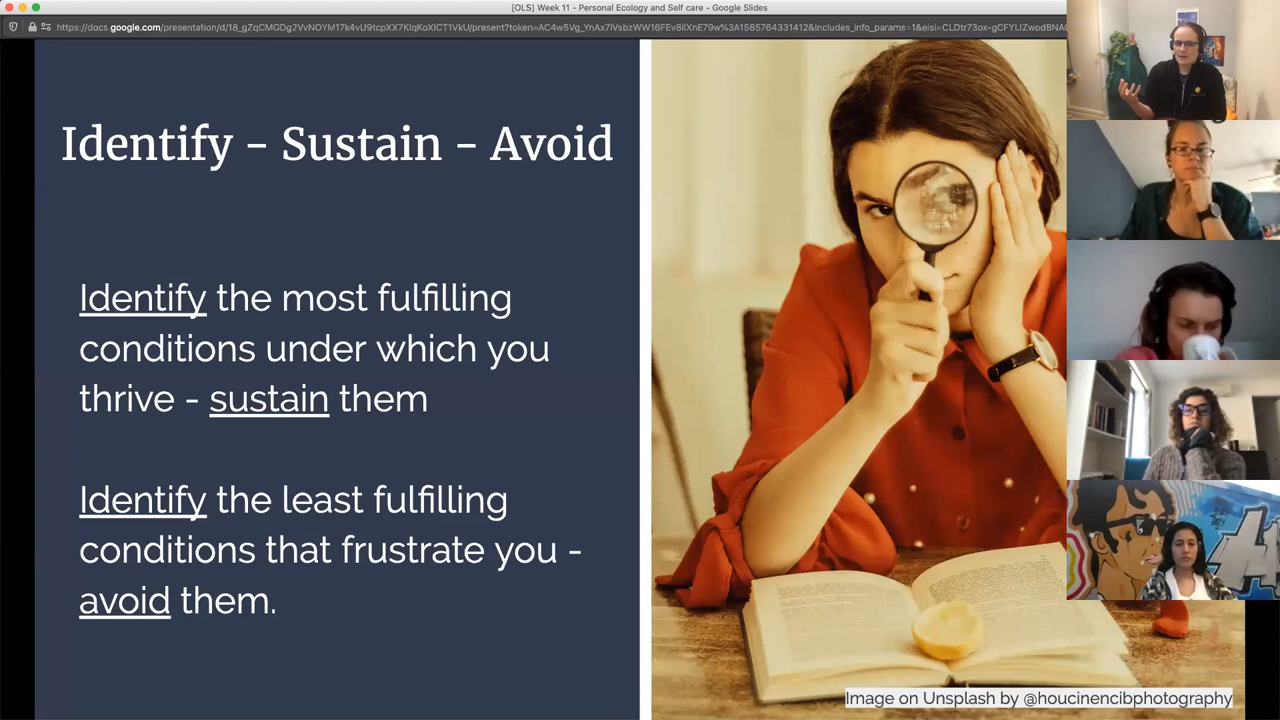 [OLS] Week 11 - Personal Ecology and Self care - Google Slides
Identify - Sustain - Avoid
Identify the most fulfilling
conditions under which you
thrive - sustain them
Identify the least fulfilling
conditions that frustrate you -
avoid them.
Image on Unsplash by @houcinencibphotography